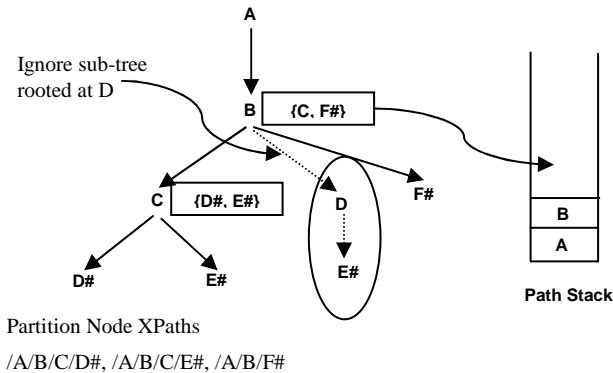 A
Ignore sub-tree
rooted at D
B {C, F#}
F#
C {D#, E#}
D
B
A
D# E#
E#
Path Stack
Partition Node XPaths
/A/B/C/D#, /A/B/C/E#, /A/B/F#